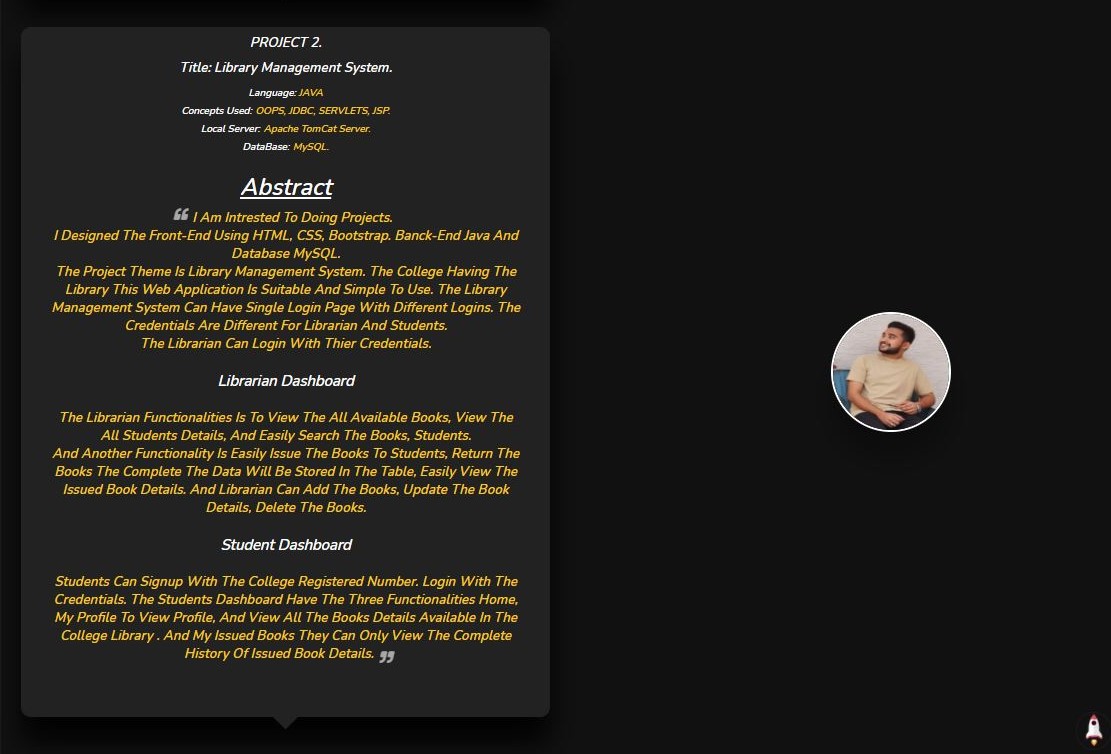 PROJECT 2.
Title: Library Management System.
Language: JAVA
Concepts Used: OOPS, JDBC, SERVLETS, JSP.
Local Server: Apache TomCat Server.
DataBase: MySQL.
Abstract
❝ I Am Intrested To Doing Projects.
I Designed The Front-End Using HTML, CSS, Bootstrap. Banck-End Java And
Database MySQL.
The Project Theme Is Library Management System. The College Having The
Library This Web Application Is Suitable And Simple To Use. The Library
Management System Can Have Single Login Page With Different Logins. The
Credentials Are Different For Librarian And Students.
The Librarian Can Login With Thier Credentials.
Librarian Dashboard
The Librarian Functionalities Is To View The All Available Books, View The
All Students Details, And Easily Search The Books, Students.
And Another Functionality Is Easily Issue The Books To Students, Return The
Books The Complete The Data Will Be Stored In The Table, Easily View The
Issued Book Details. And Librarian Can Add The Books, Update The Book
Details, Delete The Books.
Student Dashboard
Students Can Signup With The College Registered Number. Login With The
Credentials. The Students Dashboard Have The Three Functionalities Home,
My Profile To View Profile, And View All The Books Details Available In The
College Library . And My Issued Books They Can Only View The Complete
History Of Issued Book Details. ❞